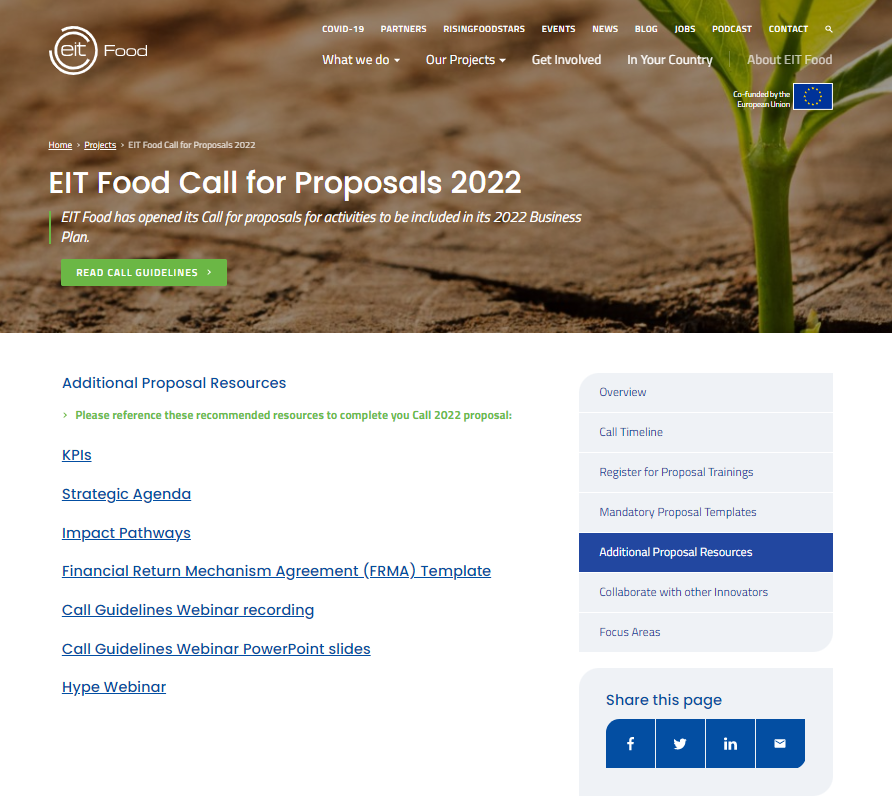 COVID-19 PARTNERS RISINGFOODSTARS EVENTS NEWS BLOG JOBS PODCAST CONTACT
eit Food
What we do Our Projects Get Involved In Your Country About EIT Food
Co-funded by the
European Union
Home › Projects › EIT Food Call for Proposals 2022
EIT Food Call for Proposals 2022
EIT Food has opened its Call for proposals for activities to be included in its 2022 Business
Plan.
READ CALL GUIDELINES ›
Additional Proposal Resources
› Please reference these recommended resources to complete you Call 2022 proposal:
KPIs
Strategic Agenda
Impact Pathways
Financial Return Mechanism Agreement (FRMA) Template
Call Guidelines Webinar recording
Call Guidelines Webinar PowerPoint slides
Hype Webinar
Overview
Call Timeline
Register for Proposal Trainings
Mandatory Proposal Templates
Additional Proposal Resources
Collaborate with other Innovators
Focus Areas
Share this page